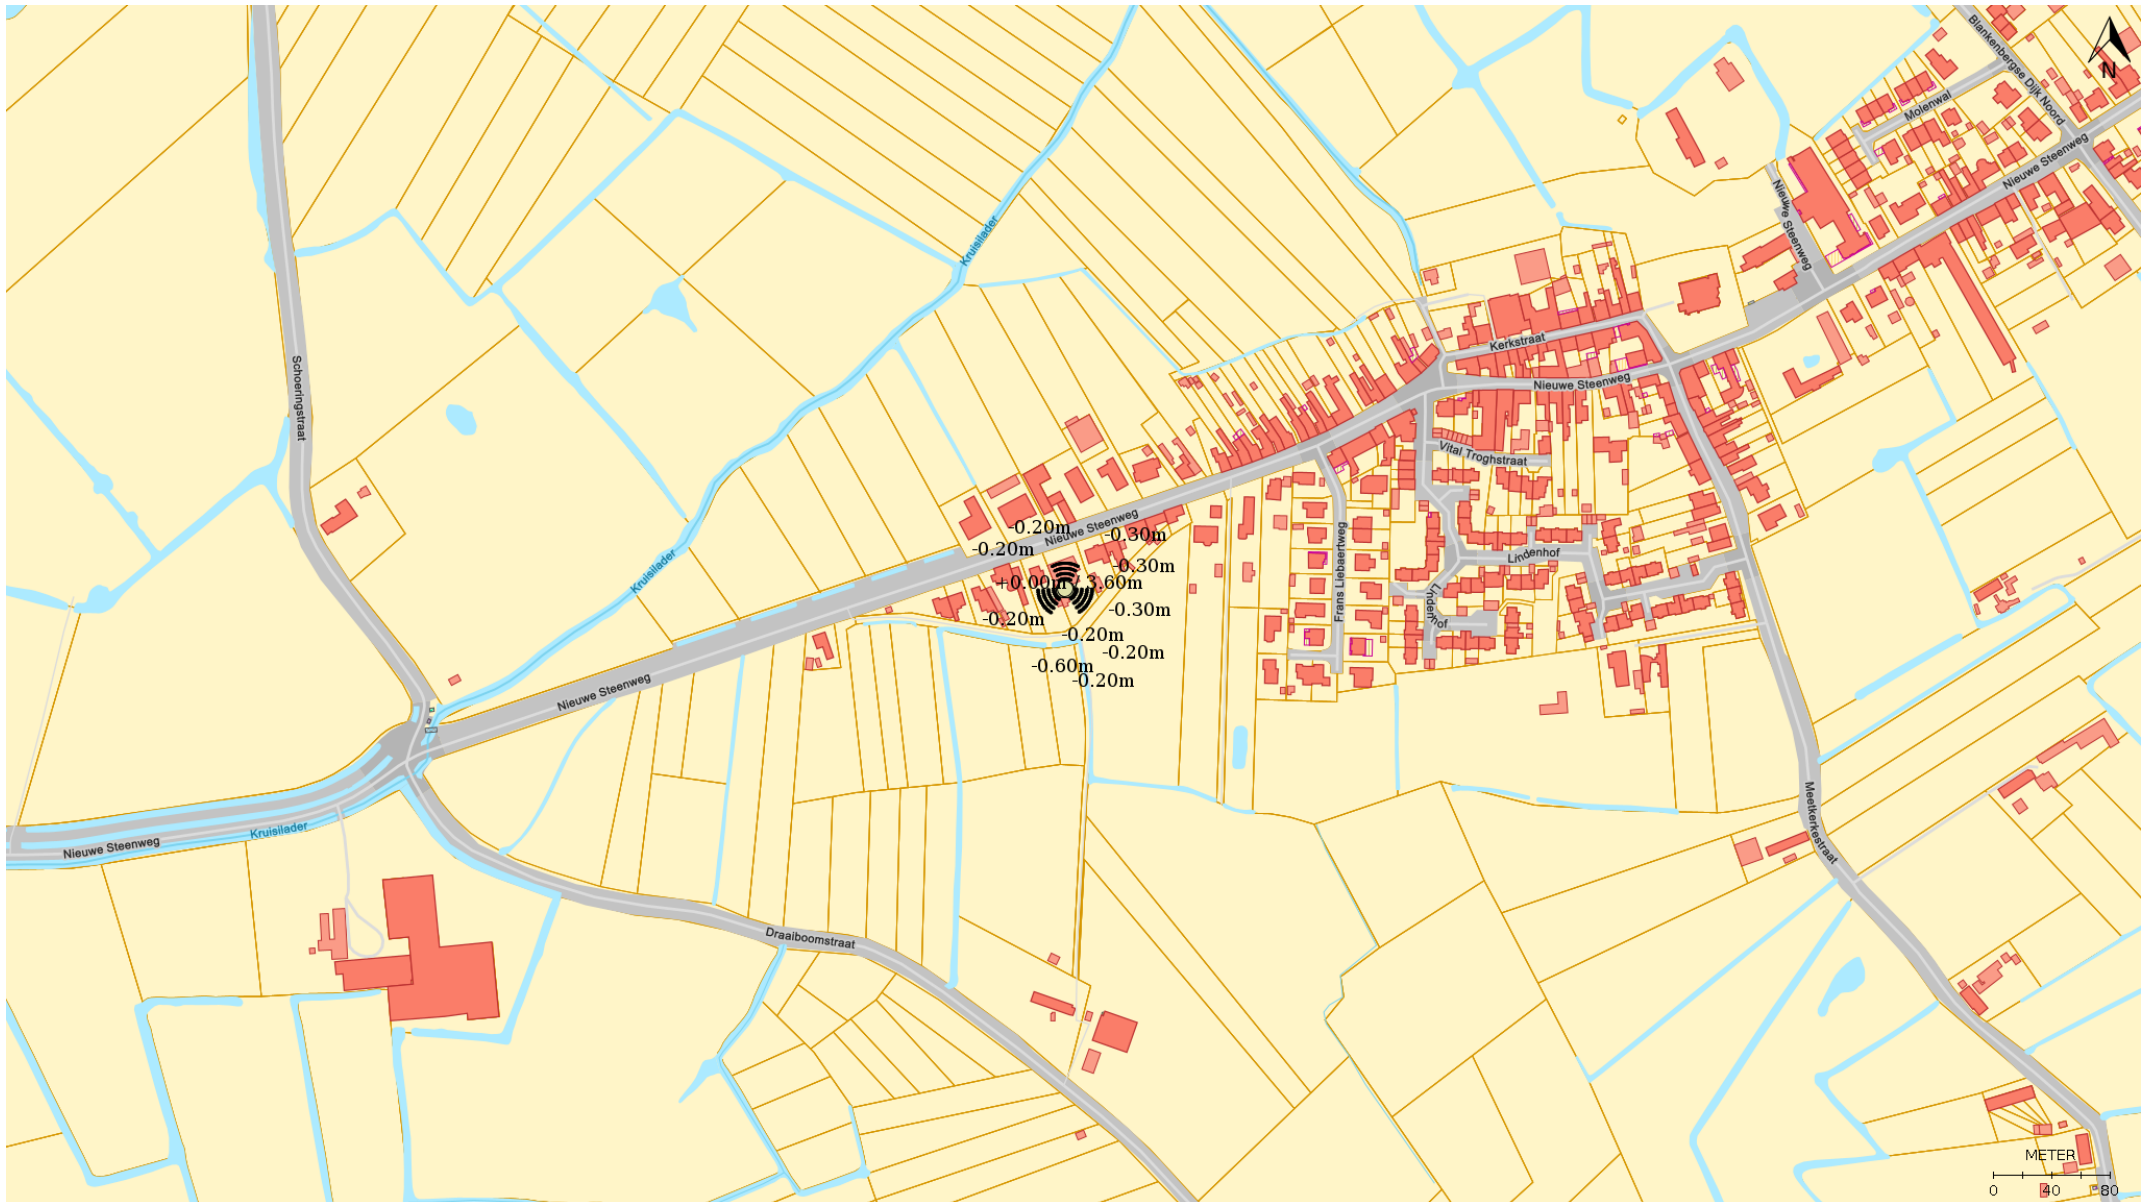 Blankenbergse Dijk Noord
N
Molenwal
Nieuwe Steenweg
Nieuwe Steenweg
Kruisilader
Kerkstraat
Nieuwe Steenweg
Schoeringstraat
Vital Troghstraat
Nieuwe Steenweg
-0.20m
-0.30m
-0.20m
Lindenhof
-0.30m
Kruisilader
+0.00m / 3.60m
Frans Liebaertweg
Lindenhof
-0.30m
-0.20m
-0.20m
-0.20m
-0.60m
-0.20m
Nieuwe Steenweg
Kruisilader
Nieuwe Steenweg
Meetkerkestraat
Draaiboomstraat
METER
0 40 80